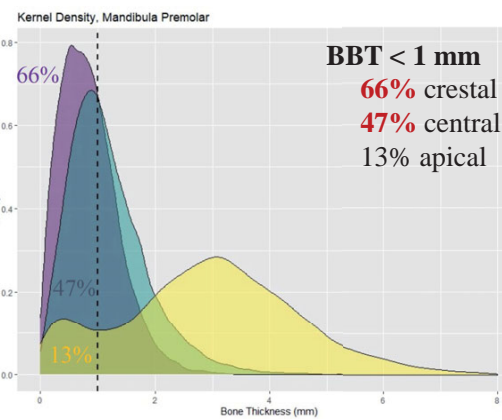 Kernel Density, Mandibula Premolar
0.8
BBT < 1 mm
66%
66% crestal
47% central
13% apical
0.6
0.4
47%
0.2
13%
0.0
0
2
4
6
8
Bone Thickness (mm)